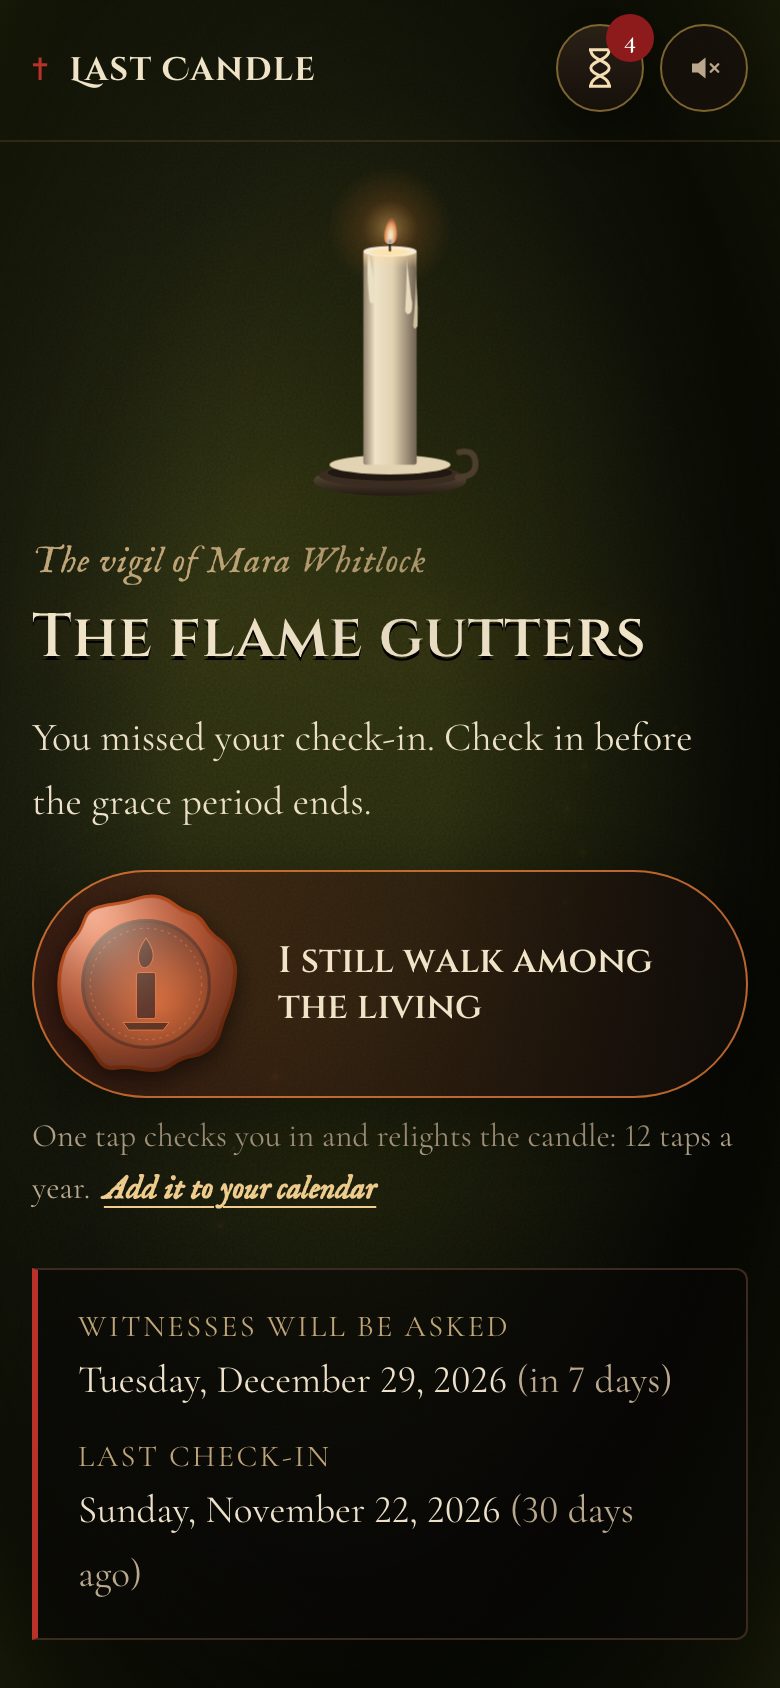 † LAST CANDLE
4
The vigil of Mara Whitlock
THE FLAME GUTTERS
You missed your check-in. Check in before
the grace period ends.
I STILL WALK AMONG
THE LIVING
One tap checks you in and relights the candle: 12 taps a
year. Add it to your calendar
WITNESSES WILL BE ASKED
Tuesday, December 29, 2026 (in 7 days)
LAST CHECK-IN
Sunday, November 22, 2026 (30 days
ago)